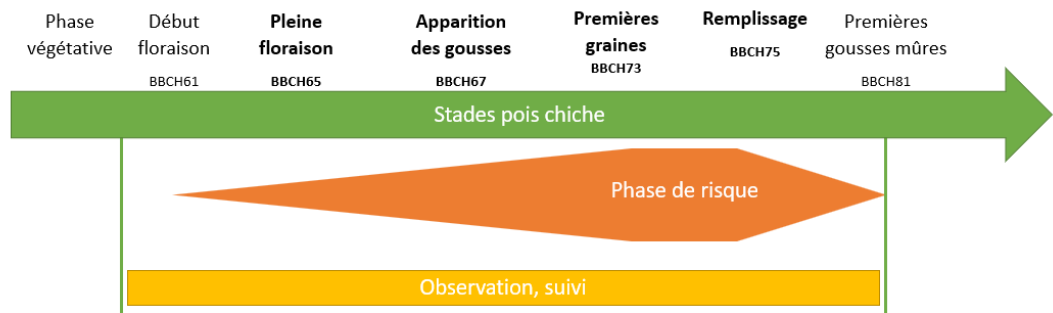 Phase
végétative
Début
floraison
BBCH61
Pleine
floraison
BBCH65
Apparition
des gousses
BBCH67
Premières
graines
BBCH73
Remplissage
BBCH75
Premières
gousses mûres
BBCH81
Stades pois chiche
Phase de risque
Observation, suivi